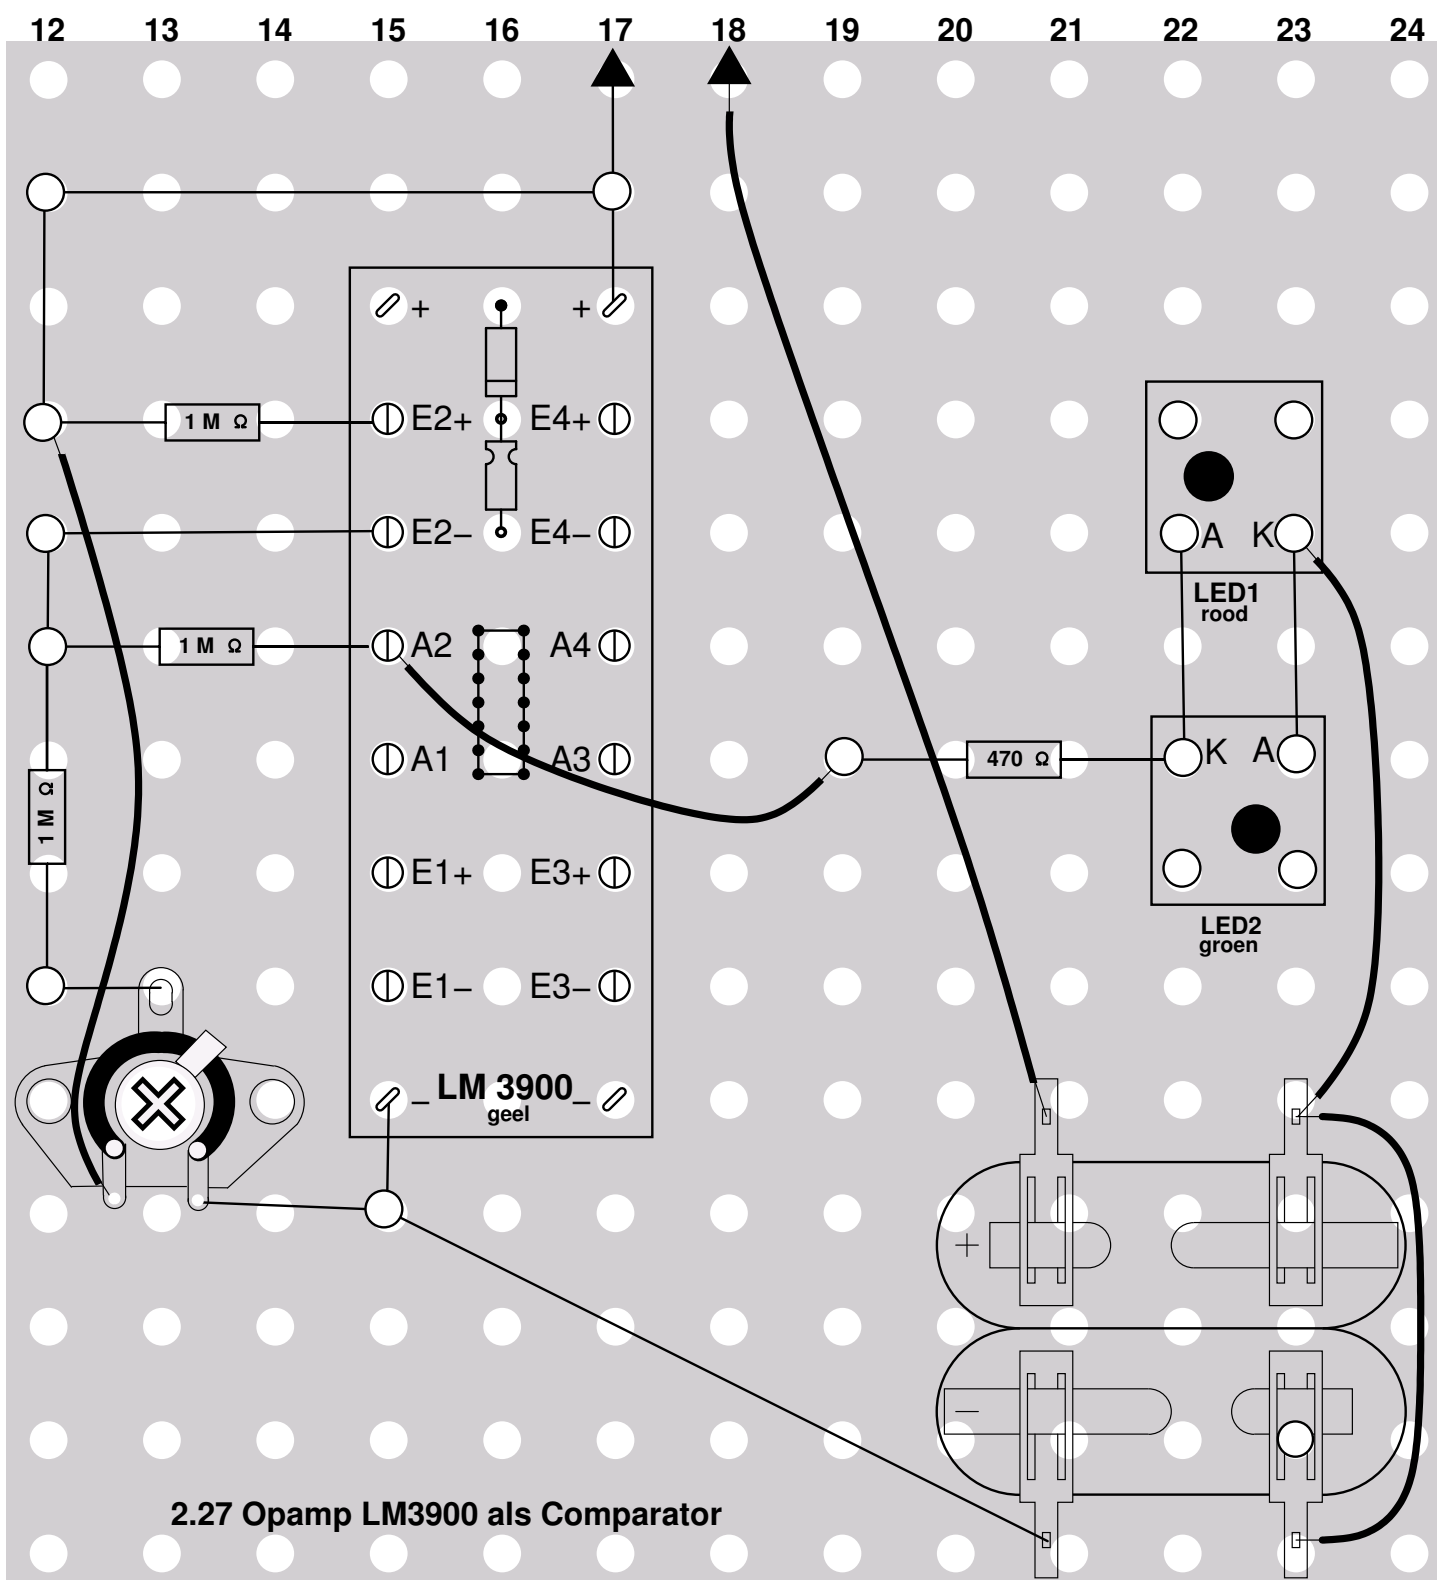 12 13 14 15 16 17 18 19 20 21 22 23 24
+ +
1 M Ω E2+ E4+
E2– E4–
A K
LED1
rood
1 M Ω A2 A4
A1 A3 470 Ω K A
1 M Ω
E1+ E3+
LED2
groen
E1– E3–
– LM 3900 –
geel
+
–
2.27 Opamp LM3900 als Comparator